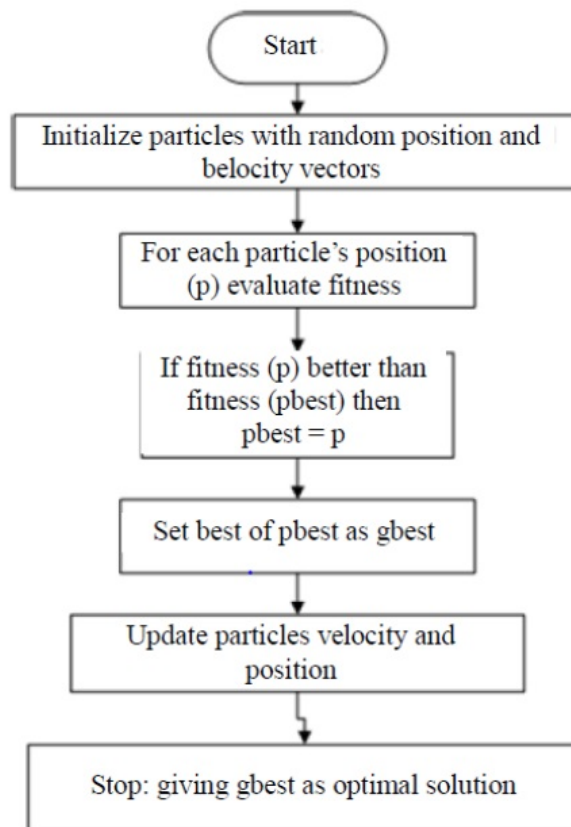 Start
Initialize particles with random position and
belocity vectors
For each particle’s position
(p) evaluate fitness
If fitness (p) better than
fitness (pbest) then
pbest = p
Set best of pbest as gbest
Update particles velocity and
position
Stop: giving gbest as optimal solution